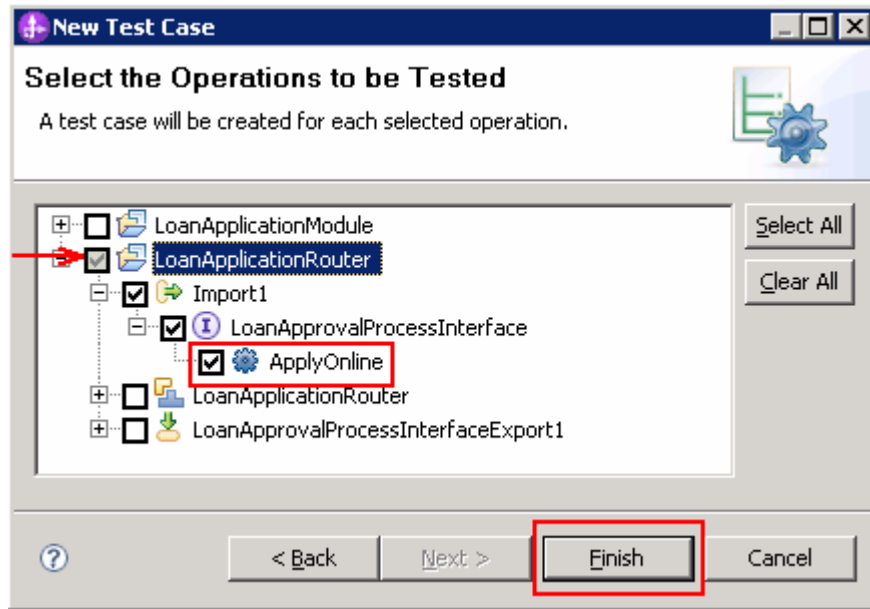 New Test Case
Select the Operations to be Tested
A test case will be created for each selected operation.
LoanApplicationModule
LoanApplicationRouter
Import1
LoanApprovalProcessInterface
ApplyOnline
LoanApplicationRouter
LoanApprovalProcessInterfaceExport1
Select All
Clear All
< Back
Next >
Finish
Cancel